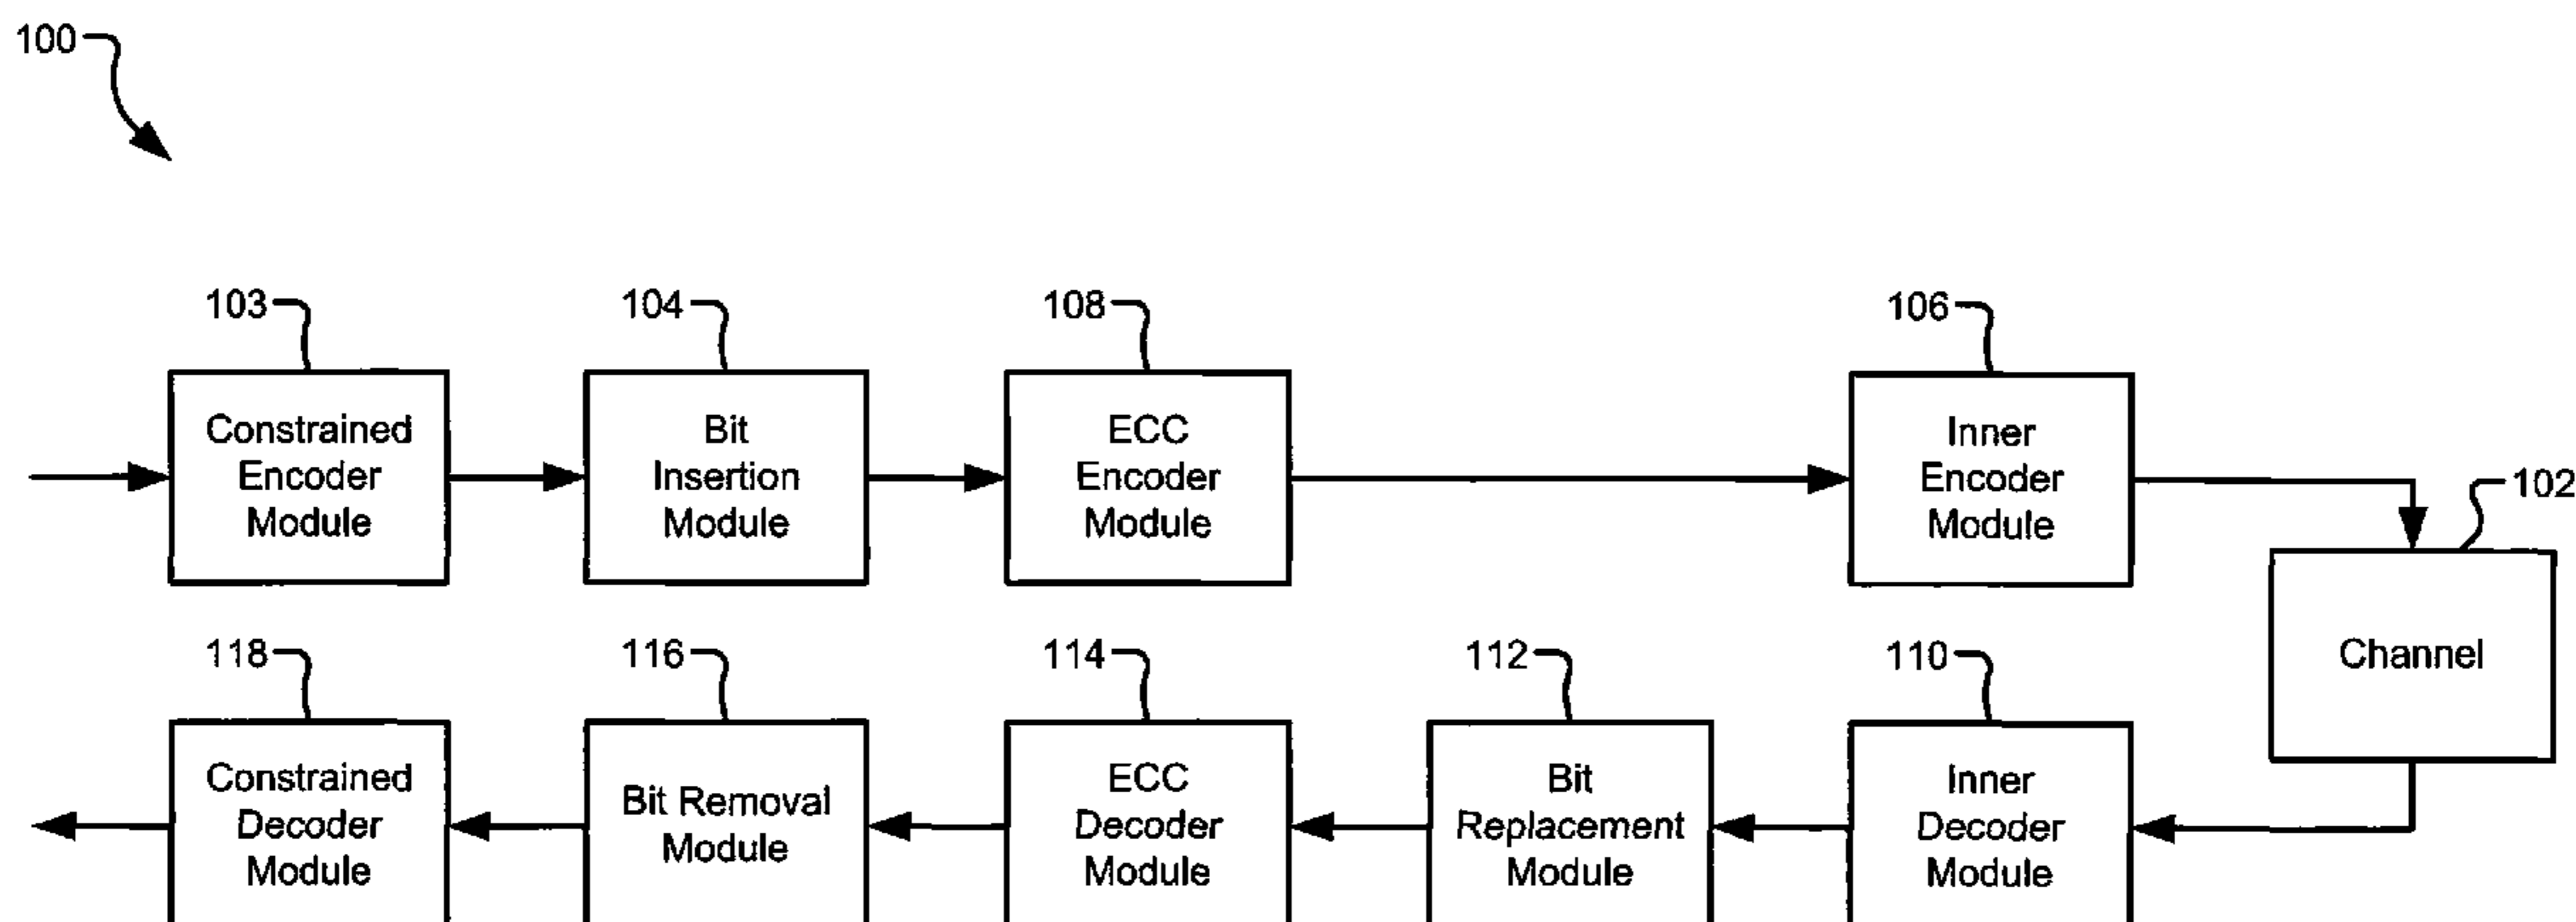 100
103
104
108
106
Constrained
Encoder
Module
Bit
Insertion
Module
ECC
Encoder
Module
Inner
Encoder
Module
102
Channel
118
116
114
112
110
Constrained
Decoder
Module
Bit Removal
Module
ECC
Decoder
Module
Bit
Replacement
Module
Inner
Decoder
Module